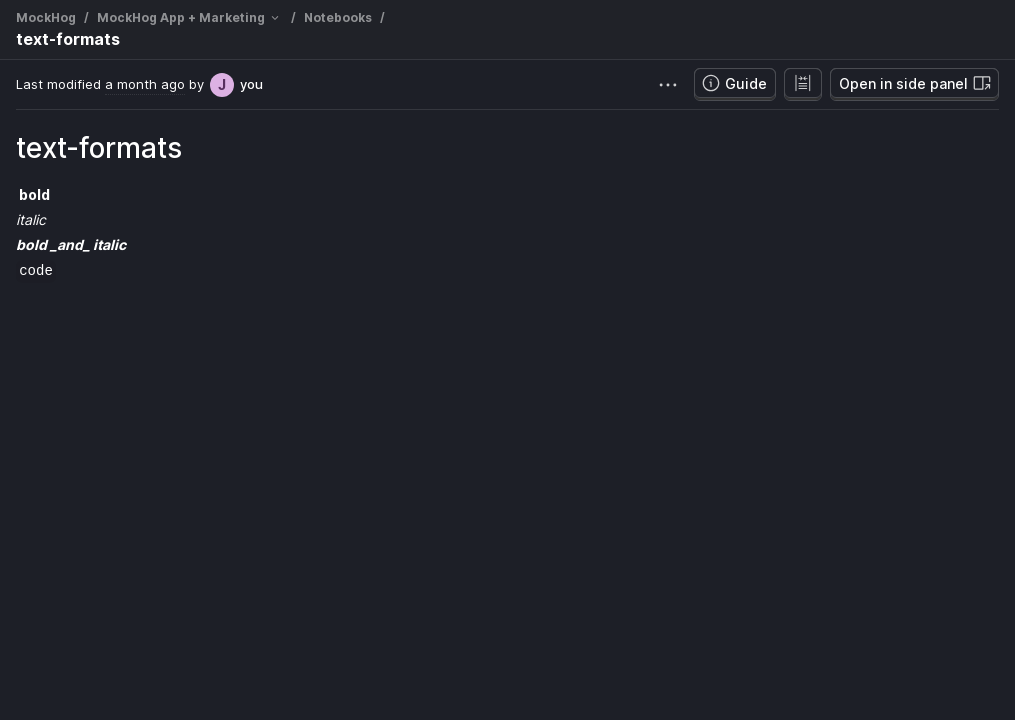 MockHog / MockHog App + Marketing / Notebooks /
text-formats
Last modified a month ago by J you
Guide
Open in side panel
text-formats
bold
italic
bold _and_ italic
code